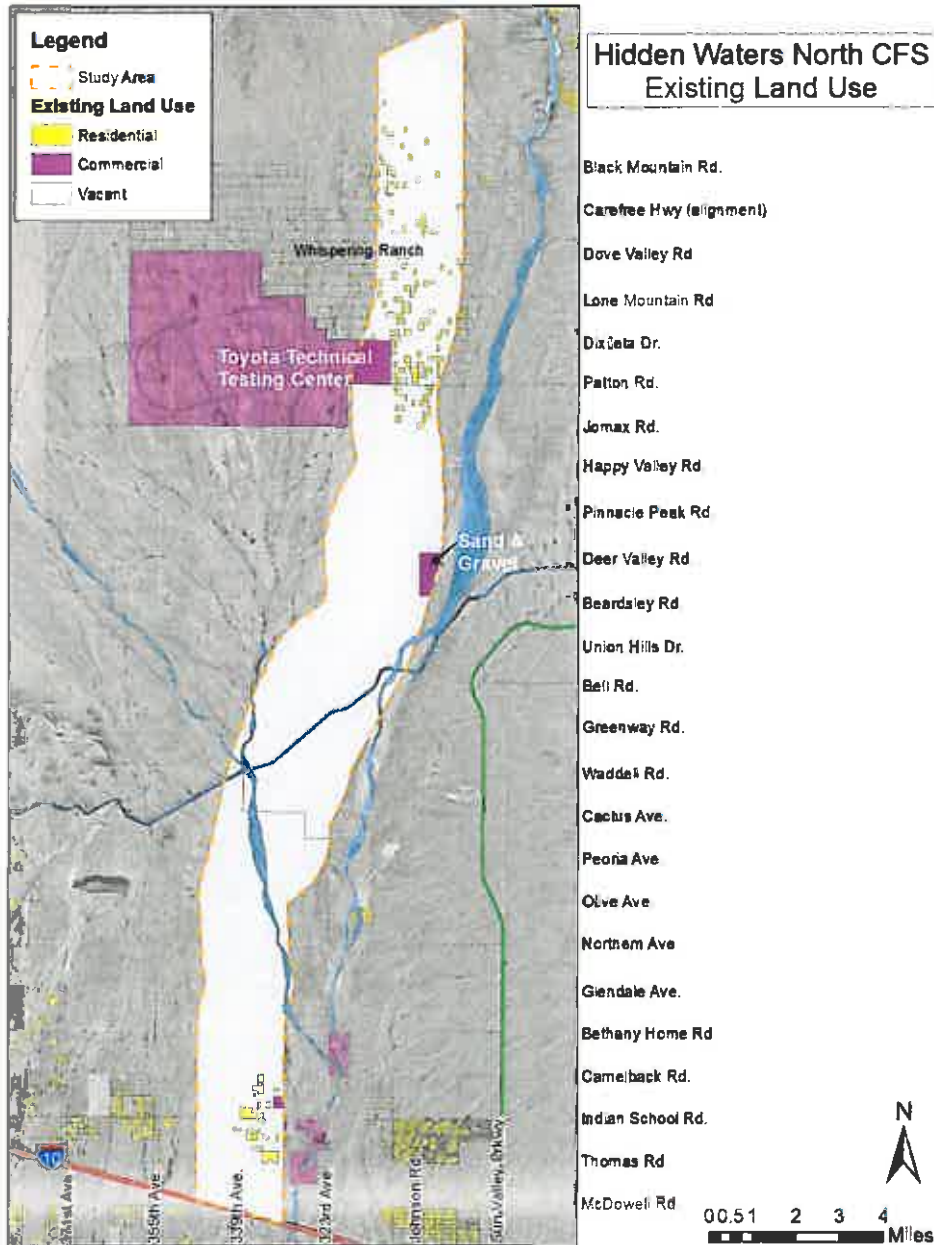 Legend
Study Area
Existing Land Use
Residential
Commercial
Vacant
Hidden Waters North CFS
Existing Land Use
Black Mountain Rd.
Carefree Hwy (alignment)
Dove Valley Rd
Lone Mountain Rd
Dixileta Dr.
Patton Rd.
Jomax Rd.
Happy Valley Rd
Pinnacle Peak Rd
Deer Valley Rd
Beardsley Rd
Union Hills Dr.
Bell Rd.
Greenway Rd.
Waddell Rd.
Cactus Ave.
Peoria Ave
Olive Ave
Northern Ave
Glendale Ave.
Bethany Home Rd
Camelback Rd.
Indian School Rd.
Thomas Rd
McDowell Rd
Whispering Ranch
Toyota Technical
Testing Center
Sand &
Gravel
10
355th Ave.
339th Ave.
323rd Ave
Johnson Rd.
Sun Valley Pkwy
N
0 0.5 1 2 3 4
Miles